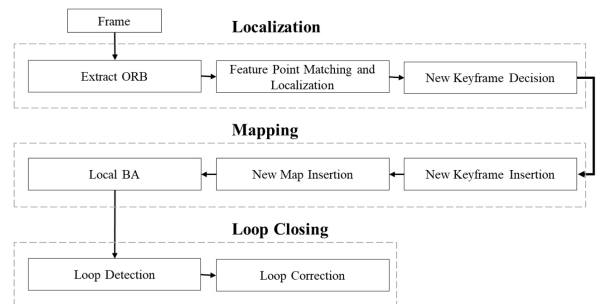 Frame
Localization
Extract ORB
Feature Point Matching and
Localization
New Keyframe Decision
Mapping
Local BA
New Map Insertion
New Keyframe Insertion
Loop Closing
Loop Detection
Loop Correction